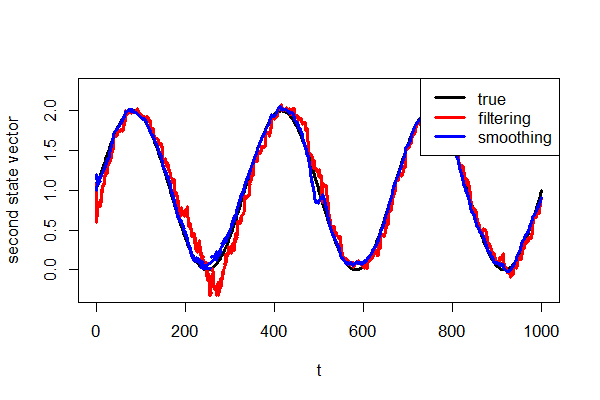 true
filtering
smoothing
second state vector
0.0 0.5 1.0 1.5 2.0
0 200 400 600 800 1000
t